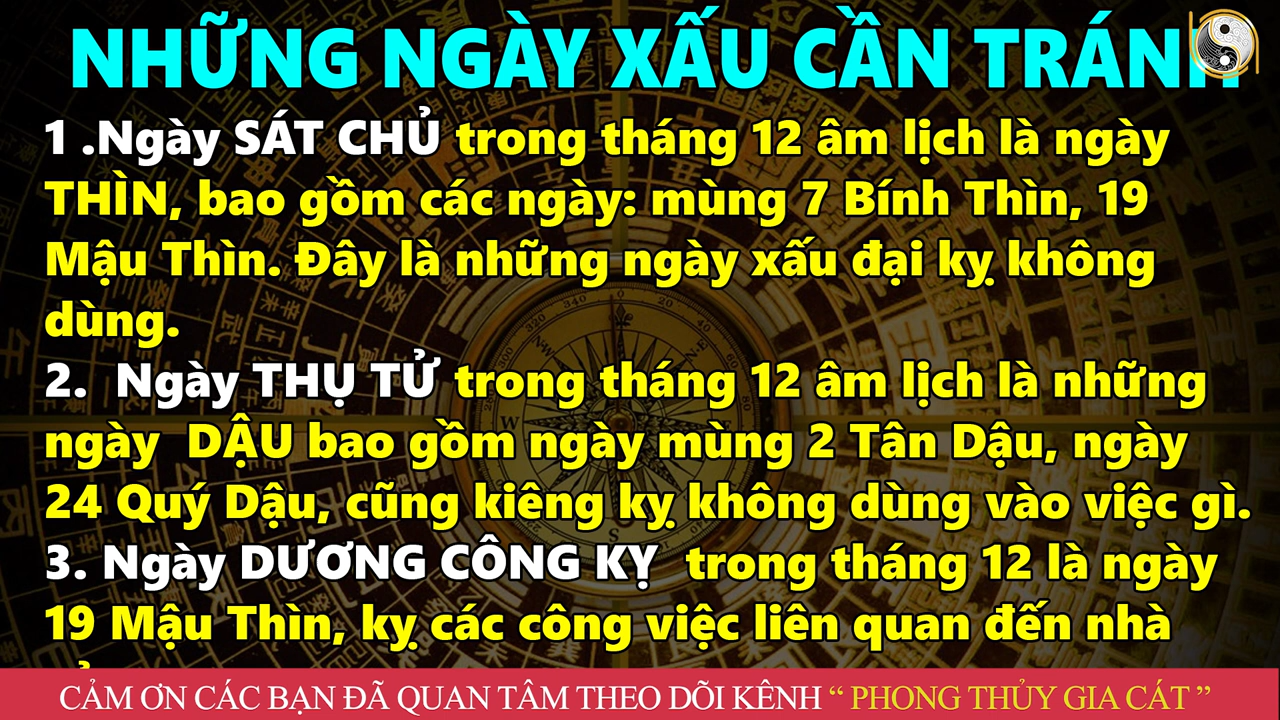 NHỮNG NGÀY XẤU CẦN TRÁNH
1 .Ngày SÁT CHỦ trong tháng 12 âm lịch là ngày
THÌN, bao gồm các ngày: mùng 7 Bính Thìn, 19
Mậu Thìn. Đây là những ngày xấu đại kỵ không
dùng.
2. Ngày THỤ TỬ trong tháng 12 âm lịch là những
ngày DẬU bao gồm ngày mùng 2 Tân Dậu, ngày
24 Quý Dậu, cũng kiêng kỵ không dùng vào việc gì.
3. Ngày DƯƠNG CÔNG KỴ trong tháng 12 là ngày
19 Mậu Thìn, kỵ các công việc liên quan đến nhà
CẢM ƠN CÁC BẠN ĐÃ QUAN TÂM THEO DÕI KÊNH “ PHONG THỦY GIA CÁT ”